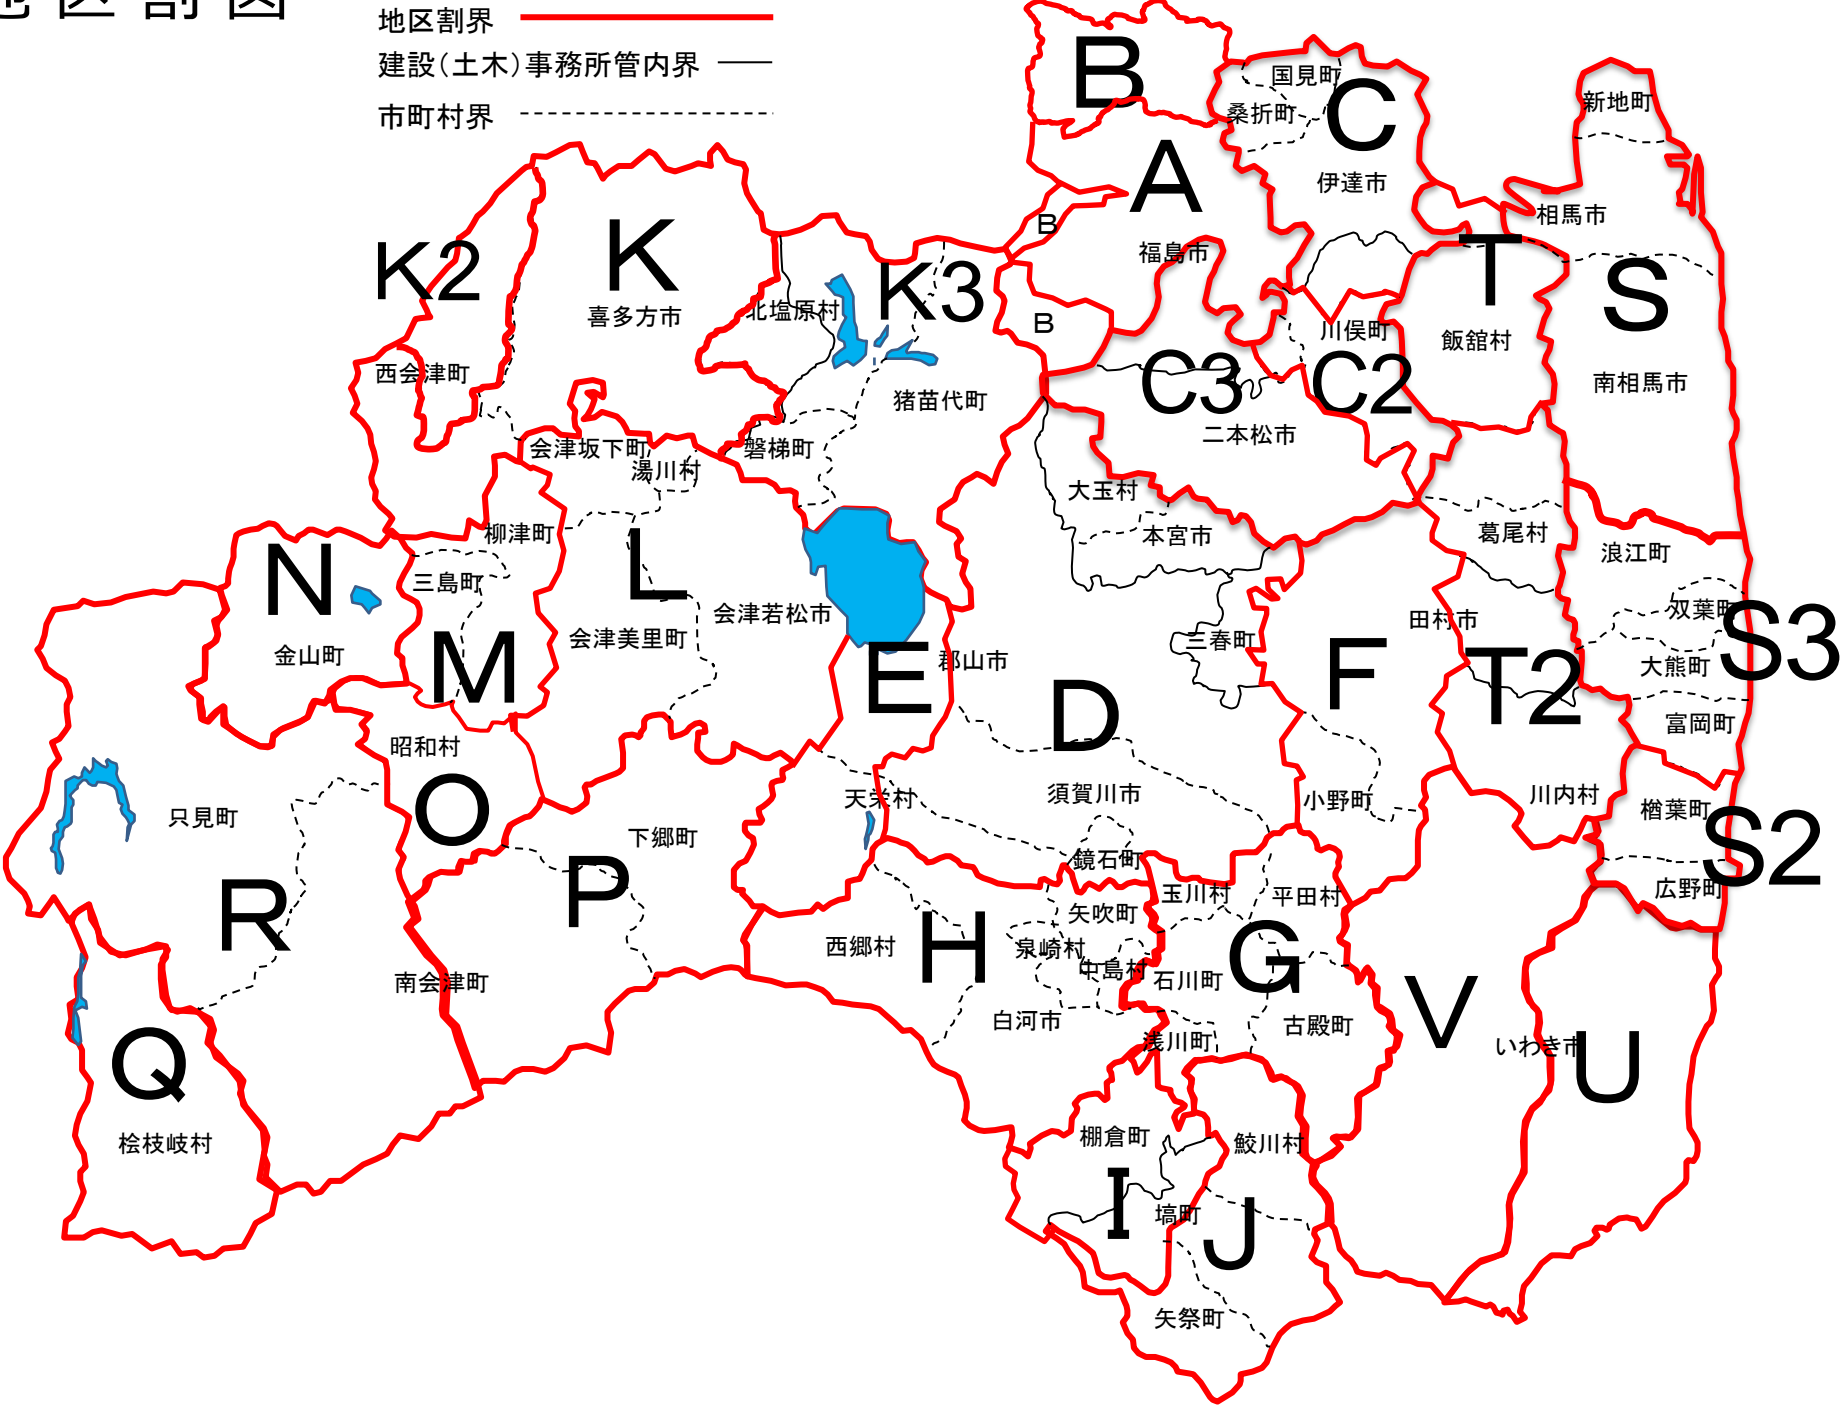 地区割図
地区割界
建設（土木）事務所管内界
市町村界
B
国見町
C
桑折町
新地町
A
伊達市
相馬市
B
福島市
K2
K
K3
T
S
喜多方市
北塩原村
B
川俣町
飯舘村
西会津町
C3
C2
南相馬市
猪苗代町
二本松市
会津坂下町
磐梯町
湯川村
大玉村
柳津町
本宮市
葛尾村
浪江町
N
三島町
L
会津若松市
田村市
双葉町
S3
金山町
M
会津美里町
E
郡山市
三春町
F
T2
大熊町
富岡町
昭和村
D
O
只見町
下郷町
天栄村
須賀川市
小野町
川内村
楢葉町
S2
鏡石町
P
R
玉川村
平田村
広野町
矢吹町
西郷村
H
泉崎村
中島村
G
石川町
南会津町
白河市
古殿町
V
浅川町
いわき市
U
Q
桧枝岐村
棚倉町
鮫川村
I
塙町
J
矢祭町